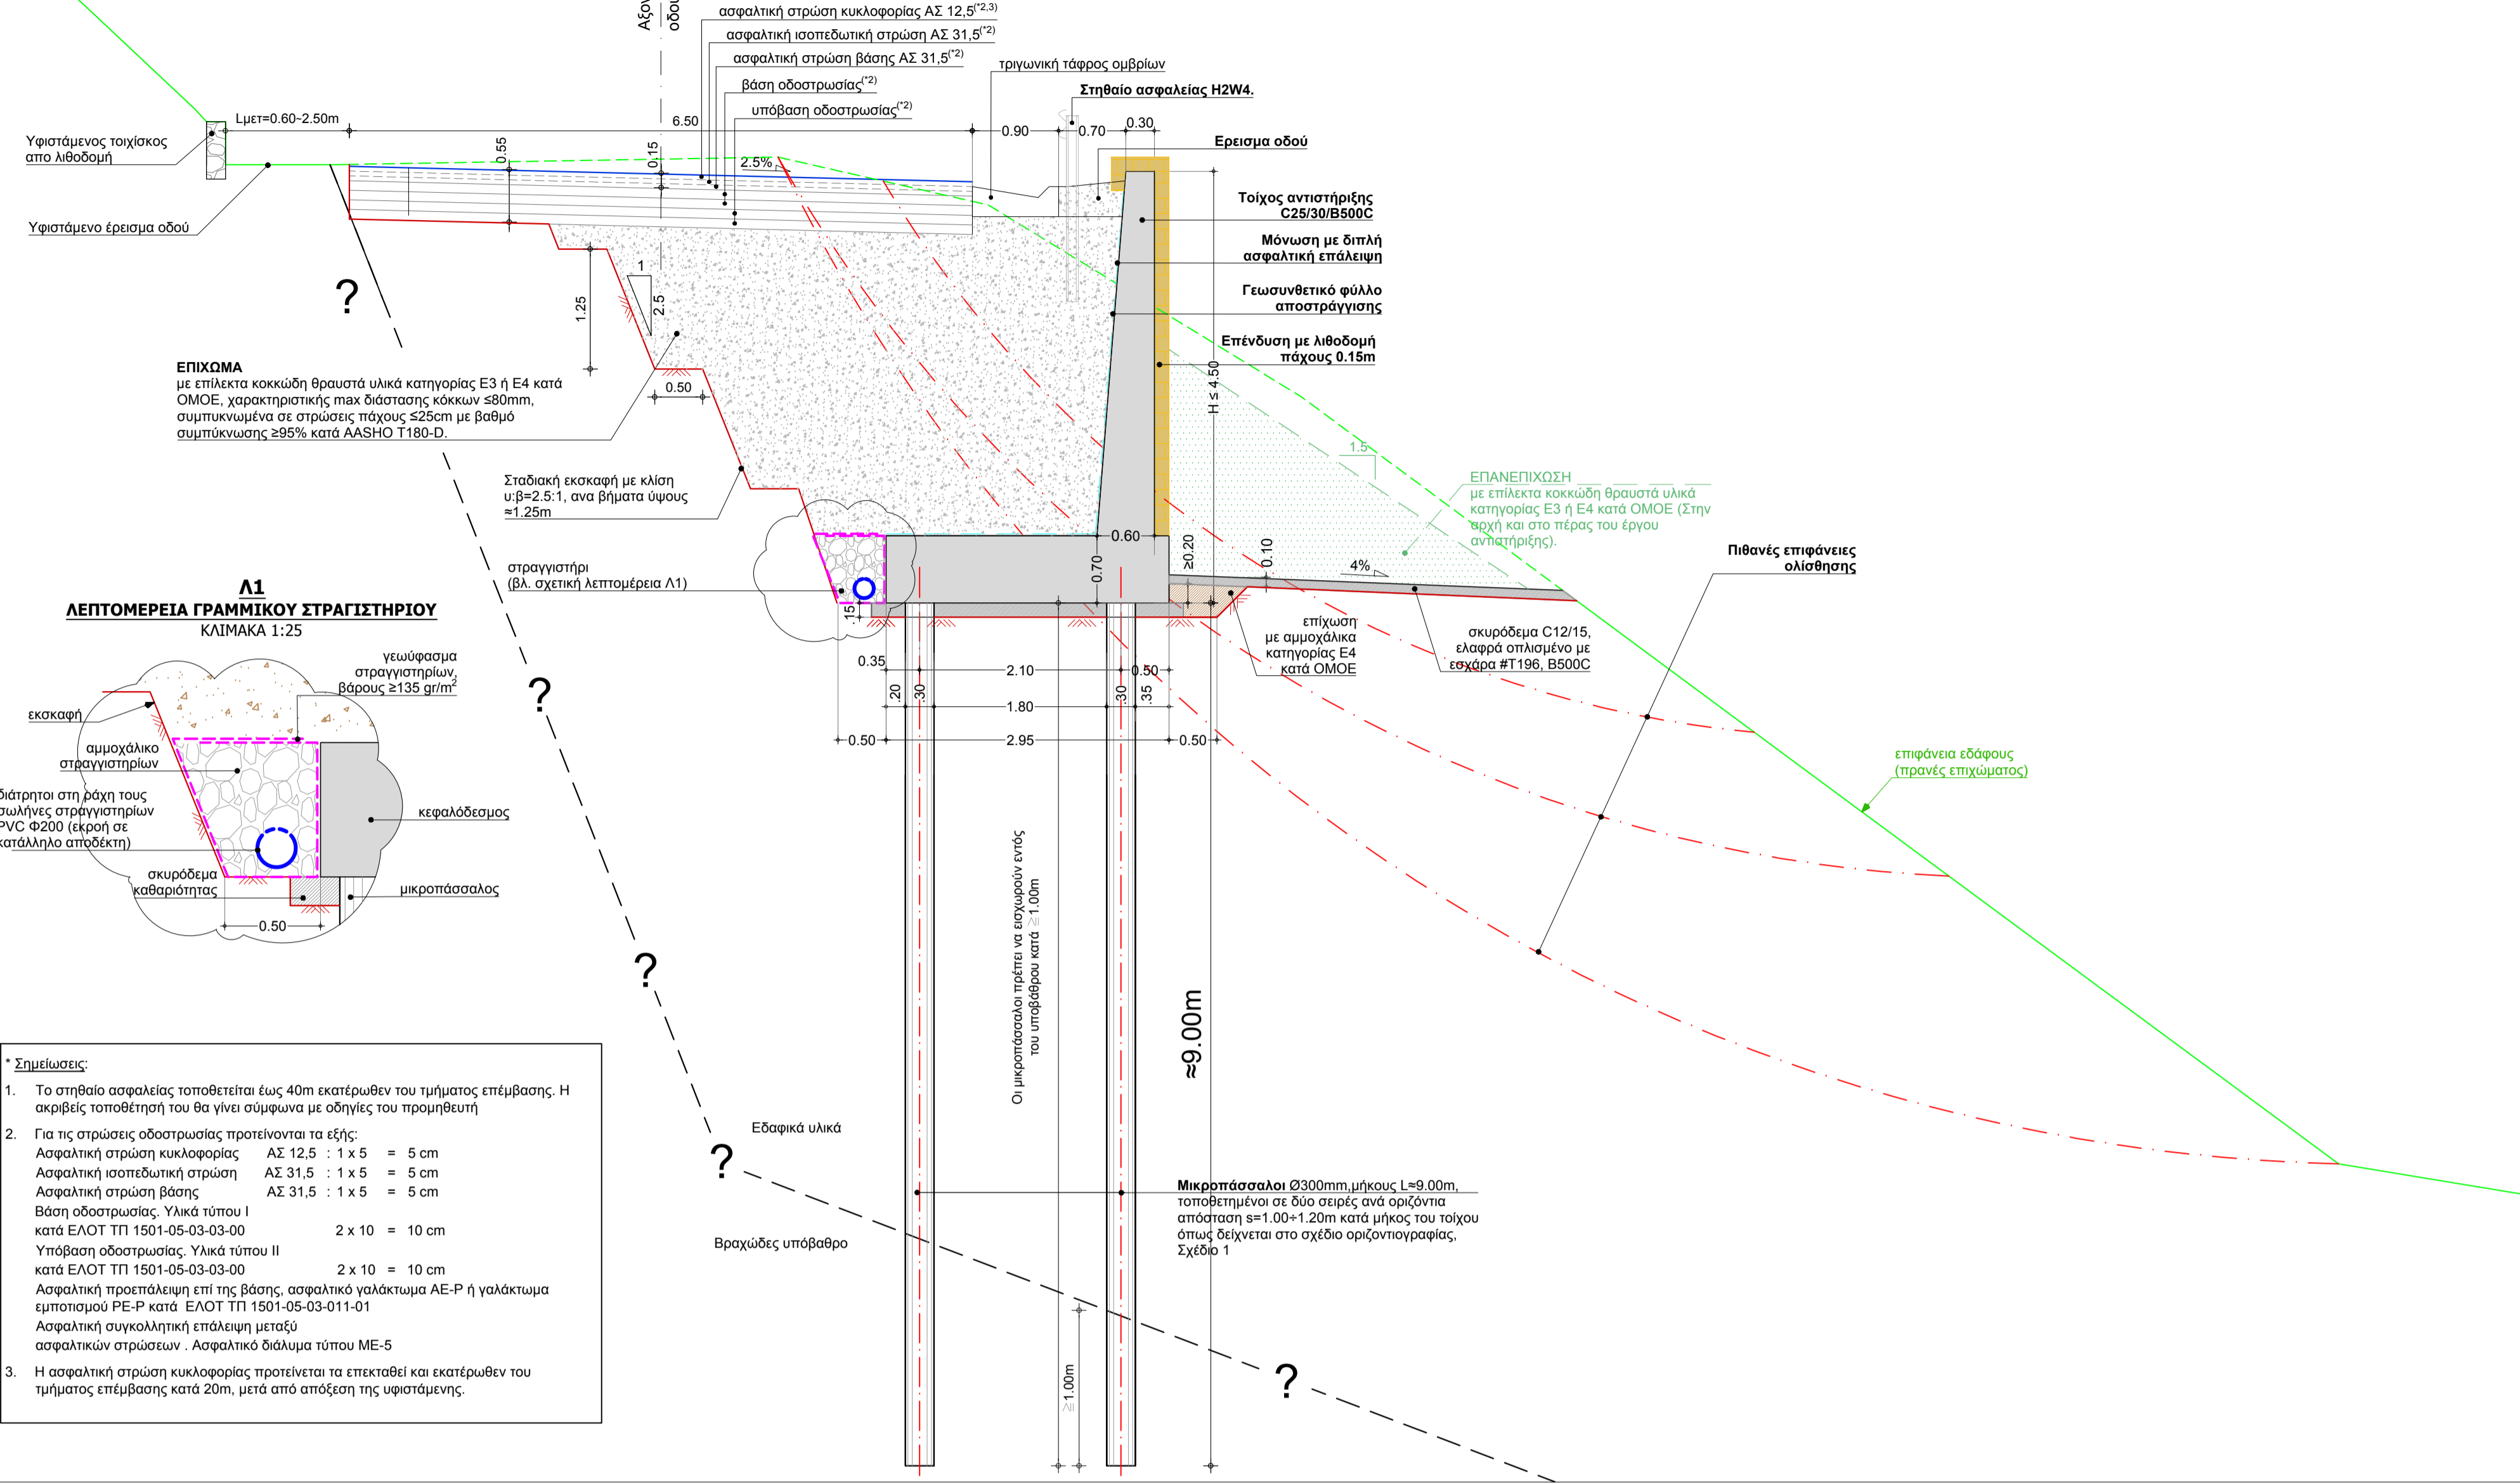 Αξον
οδού
ασφαλτική στρώση κυκλοφορίας ΑΣ 12,5(*2,3)
ασφαλτική ισοπεδωτική στρώση ΑΣ 31,5(*2)
ασφαλτική στρώση βάσης ΑΣ 31,5(*2)
βάση οδοστρωσίας(*2)
υπόβαση οδοστρωσίας(*2)
τριγωνική τάφρος ομβρίων
Στηθαίο ασφαλείας H2W4.
Lμετ=0.60~2.50m
6.50
0.90
0.70
0.30
Υφιστάμενος τοιχίσκος
απο λιθοδομή
0.55
0.15
2.5%
Ερεισμα οδού
Υφιστάμενο έρεισμα οδού
Τοίχος αντιστήριξης
C25/30/B500C
Μόνωση με διπλή
ασφαλτική επάλειψη
Γεωσυνθετικό φύλλο
αποστράγγισης
Επένδυση με λιθοδομή
πάχους 0.15m
?
1
2.5
1.25
0.50
H ≤ 4.50
ΕΠΙΧΩΜΑ
με επίλεκτα κοκκώδη θραυστά υλικά κατηγορίας Ε3 ή Ε4 κατά
ΟΜΟΕ, χαρακτηριστικής max διάστασης κόκκων ≤80mm,
συμπυκνωμένα σε στρώσεις πάχους ≤25cm με βαθμό
συμπύκνωσης ≥95% κατά AASHO T180-D.
Σταδιακή εκσκαφή με κλίση
υ:β=2.5:1, ανα βήματα ύψους
≈1.25m
1.5
ΕΠΑΝΕΠΙΧΩΣΗ
με επίλεκτα κοκκώδη θραυστά υλικά
κατηγορίας Ε3 ή Ε4 κατά ΟΜΟΕ (Στην
αρχή και στο πέρας του έργου
αντιστήριξης).
Πιθανές επιφάνειες
ολίσθησης
στραγγιστήρι
(βλ. σχετική λεπτομέρεια Λ1)
0.60
0.70
≥0.20
0.10
4%
.15
επίχωση
με αμμοχάλικα
κατηγορίας Ε4
κατά ΟΜΟΕ
σκυρόδεμα C12/15,
ελαφρά οπλισμένο με
εσχάρα #T196, B500C
0.35
2.10
0.50
.20
.30
1.80
.30
.35
0.50
2.95
0.50
Λ1
ΛΕΠΤΟΜΕΡΕΙΑ ΓΡΑΜΜΙΚΟΥ ΣΤΡΑΓΙΣΤΗΡΙΟΥ
ΚΛΙΜΑΚΑ 1:25
γεωύφασμα
στραγγιστηρίων,
βάρους ≥135 gr/m2
εκσκαφή
αμμοχάλικο
στραγγιστηρίων
διάτρητοι στη ράχη τους
σωλήνες στραγγιστηρίων
PVC Φ200 (εκροή σε
κατάλληλο αποδέκτη)
κεφαλόδεσμος
σκυρόδεμα
καθαριότητας
μικροπάσσαλος
0.50
?
?
?
επιφάνεια εδάφους
(πρανές επιχώματος)
Οι μικροπάσσαλοι πρέπει να εισχωρούν εντός
του υποβάθρου κατά ≥ 1.00m
≈9.00m
Εδαφικά υλικά
Βραχώδες υπόβαθρο
Μικροπάσσαλοι Ø300mm,μήκους L≈9.00m,
τοποθετημένοι σε δύο σειρές ανά οριζόντια
απόσταση s=1.00÷1.20m κατά μήκος του τοίχου
όπως δείχνεται στο σχέδιο οριζοντιογραφίας,
Σχέδιο 1
≥1.00m
?
* Σημείωσεις:
1. Το στηθαίο ασφαλείας τοποθετείται έως 40m εκατέρωθεν του τμήματος επέμβασης. Η
ακριβείς τοποθέτησή του θα γίνει σύμφωνα με οδηγίες του προμηθευτή
2. Για τις στρώσεις οδοστρωσίας προτείνονται τα εξής:
Ασφαλτική στρώση κυκλοφορίας ΑΣ 12,5 : 1 x 5 = 5 cm
Ασφαλτική ισοπεδωτική στρώση ΑΣ 31,5 : 1 x 5 = 5 cm
Ασφαλτική στρώση βάσης ΑΣ 31,5 : 1 x 5 = 5 cm
Βάση οδοστρωσίας. Υλικά τύπου Ι
κατά ΕΛΟΤ ΤΠ 1501-05-03-03-00 2 x 10 = 10 cm
Υπόβαση οδοστρωσίας. Υλικά τύπου ΙΙ
κατά ΕΛΟΤ ΤΠ 1501-05-03-03-00 2 x 10 = 10 cm
Ασφαλτική προεπάλειψη επί της βάσης, ασφαλτικό γαλάκτωμα ΑΕ-Ρ ή γαλάκτωμα
εμποτισμού ΡΕ-Ρ κατά ΕΛΟΤ ΤΠ 1501-05-03-011-01
Ασφαλτική συγκολλητική επάλειψη μεταξύ
ασφαλτικών στρώσεων . Ασφαλτικό διάλυμα τύπου ΜΕ-5
3. Η ασφαλτική στρώση κυκλοφορίας προτείνεται τα επεκταθεί και εκατέρωθεν του
τμήματος επέμβασης κατά 20m, μετά από απόξεση της υφιστάμενης.